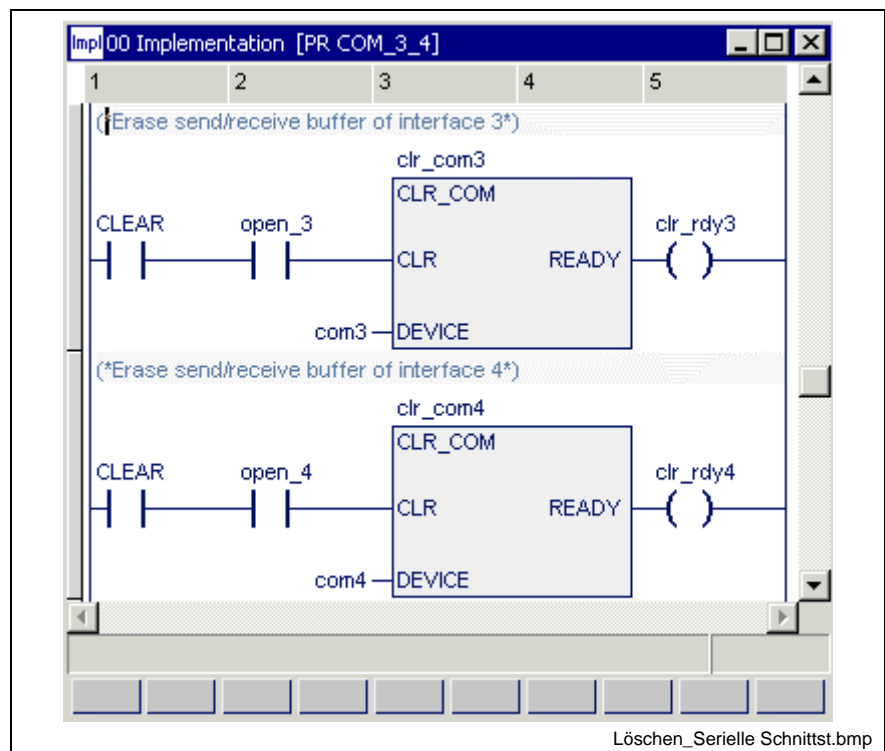 Impl 00 Implementation [PR COM_3_4]
1 2 3 4 5
(*Erase send/receive buffer of interface 3*)
clr_com3
CLR_COM
CLEAR open_3 clr_rdy3
CLR READY
com3 DEVICE
(*Erase send/receive buffer of interface 4*)
clr_com4
CLR_COM
CLEAR open_4 clr_rdy4
CLR READY
com4 DEVICE
Löschen_Serielle Schnittst.bmp